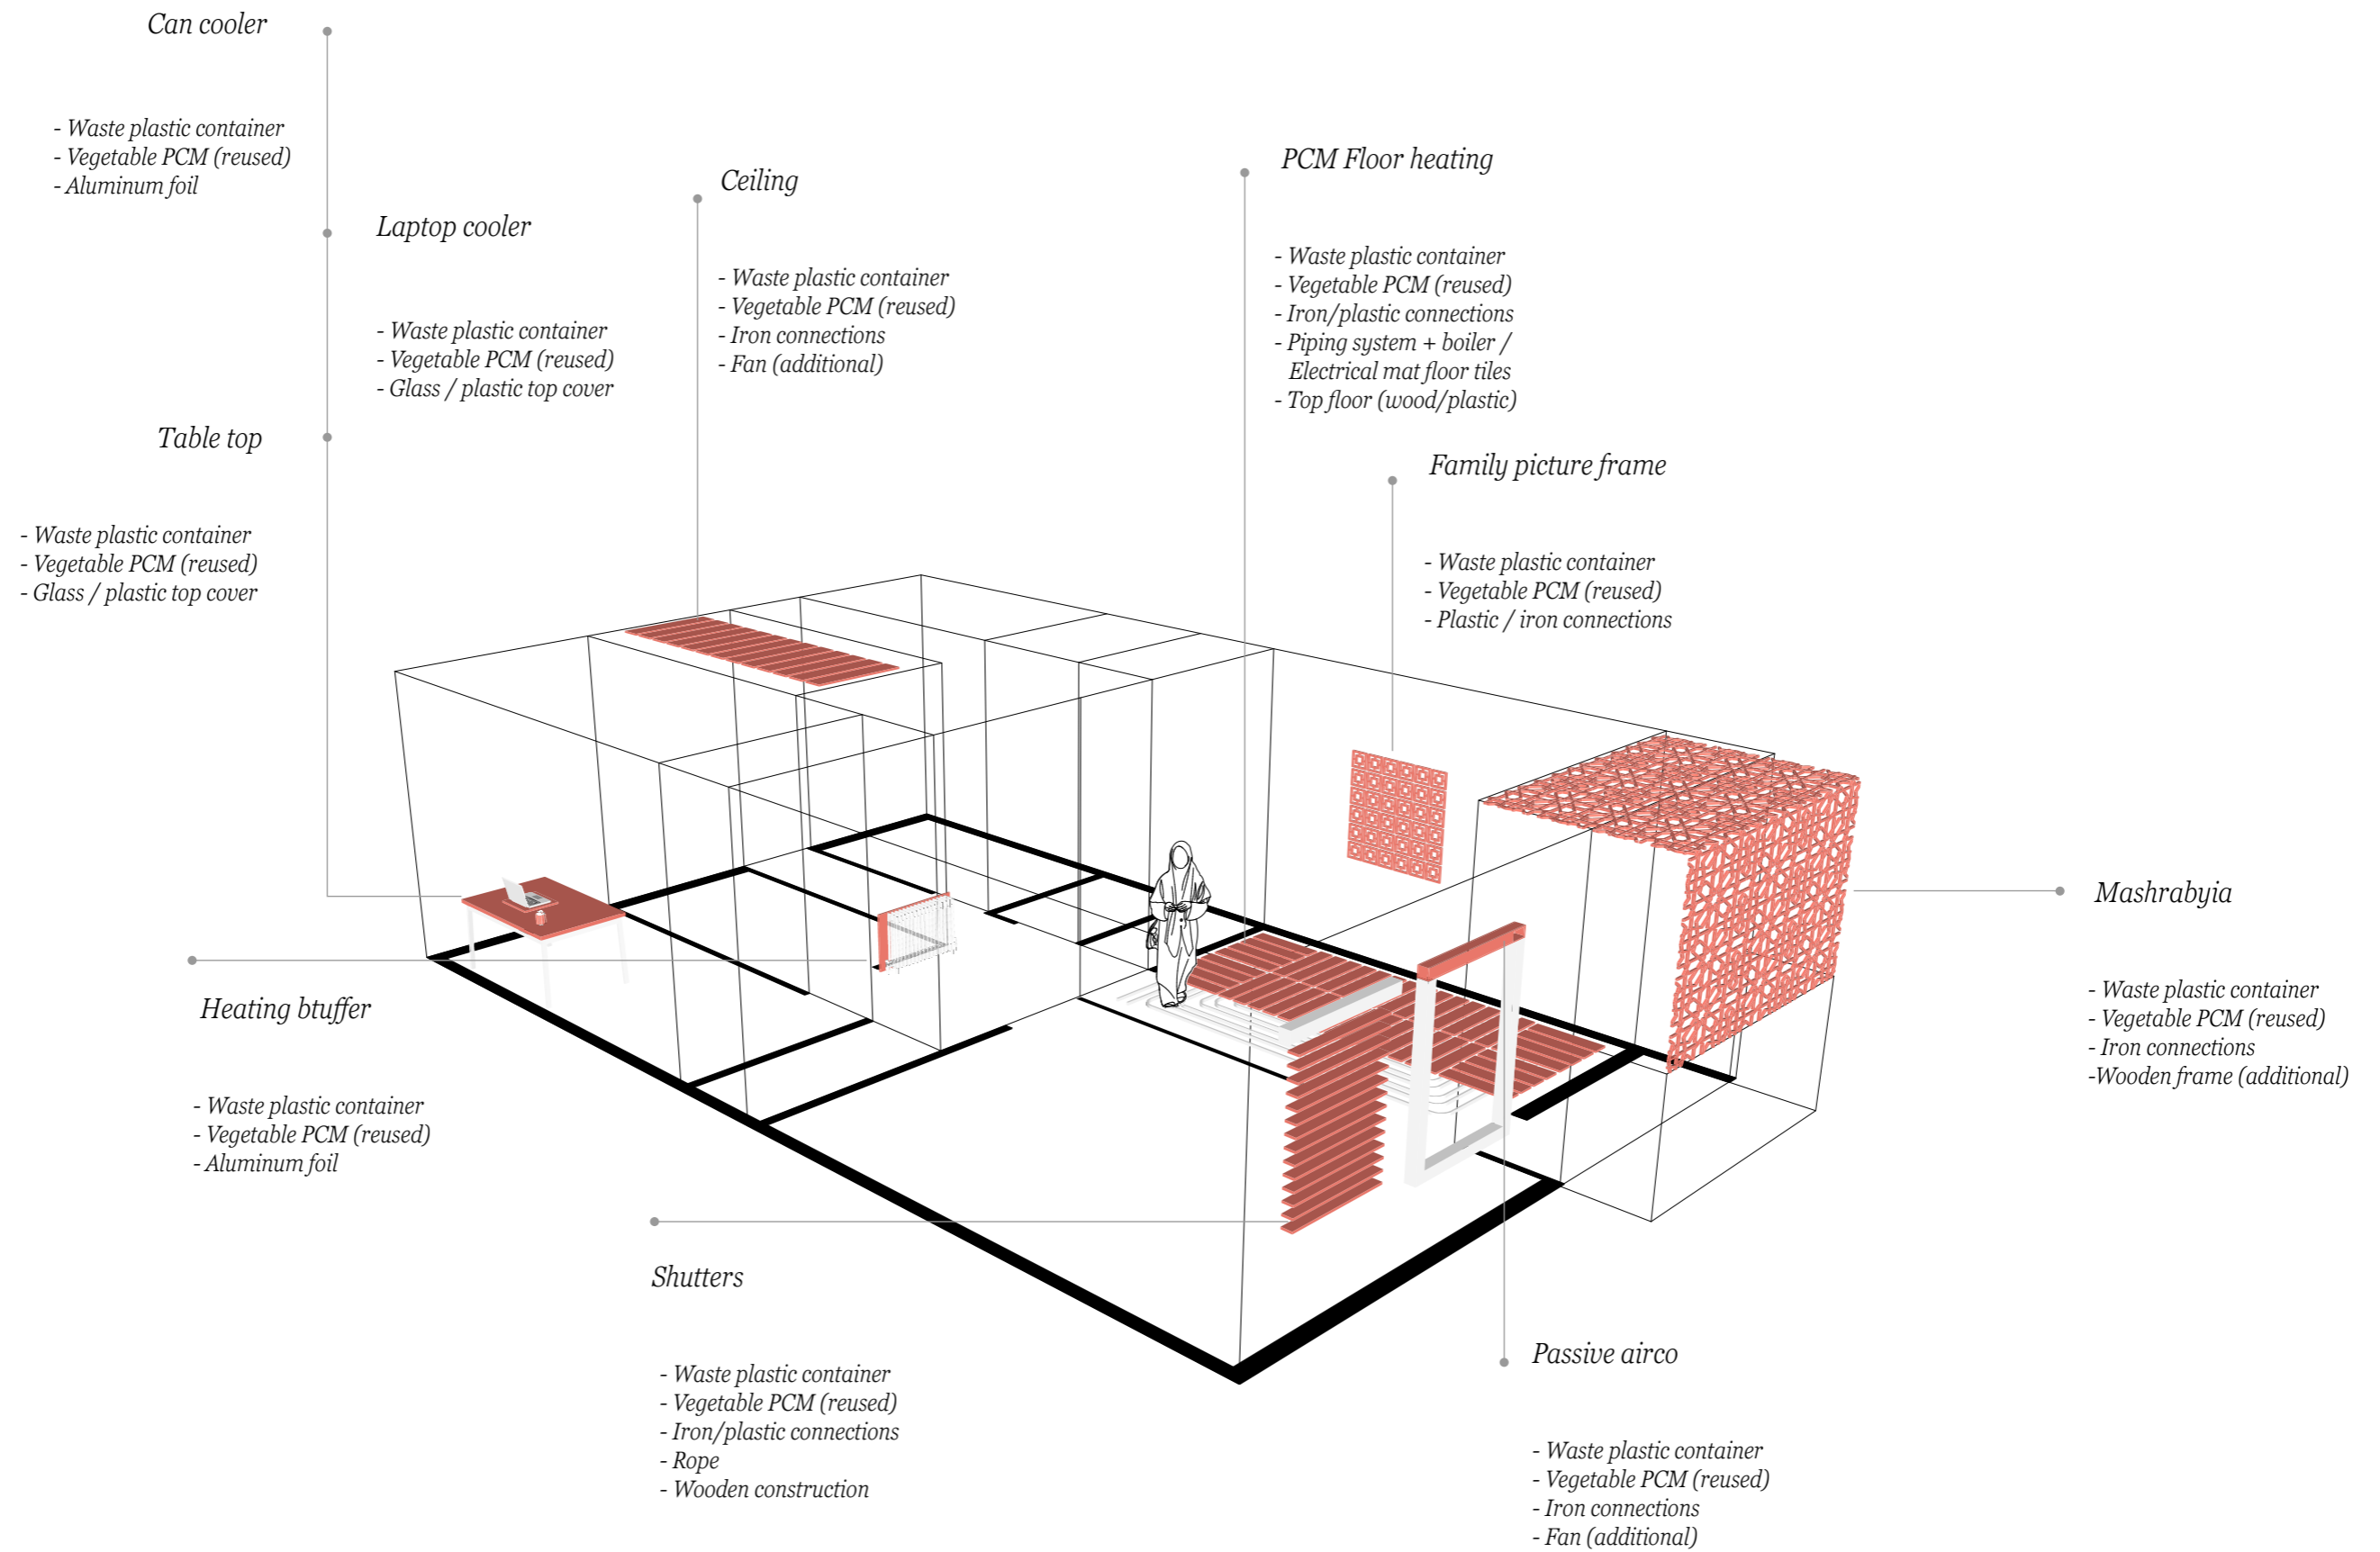 Can cooler
- Waste plastic container
- Vegetable PCM (reused)
- Aluminum foil
Laptop cooler
- Waste plastic container
- Vegetable PCM (reused)
- Glass / plastic top cover
Table top
- Waste plastic container
- Vegetable PCM (reused)
- Glass / plastic top cover
Ceiling
- Waste plastic container
- Vegetable PCM (reused)
- Iron connections
- Fan (additional)
PCM Floor heating
- Waste plastic container
- Vegetable PCM (reused)
- Iron/plastic connections
- Piping system + boiler /
Electrical mat floor tiles
- Top floor (wood/plastic)
Family picture frame
- Waste plastic container
- Vegetable PCM (reused)
- Plastic / iron connections
Mashrabyia
- Waste plastic container
- Vegetable PCM (reused)
- Iron connections
-Wooden frame (additional)
Heating btuffer
- Waste plastic container
- Vegetable PCM (reused)
- Aluminum foil
Shutters
- Waste plastic container
- Vegetable PCM (reused)
- Iron/plastic connections
- Rope
- Wooden construction
Passive airco
- Waste plastic container
- Vegetable PCM (reused)
- Iron connections
- Fan (additional)